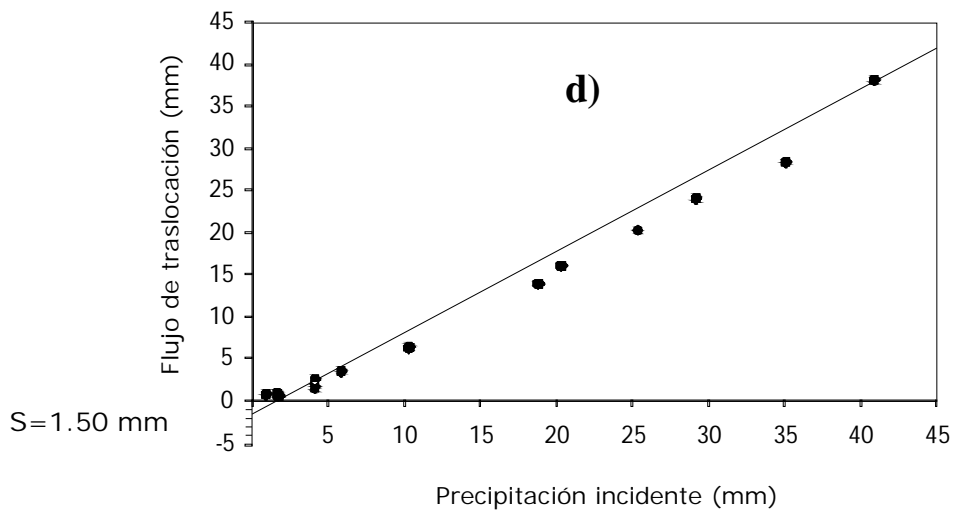 45
40
35
30
25
20
15
10
5
0
-5
Flujo de traslocación (mm)
d)
S=1.50 mm
5 10 15 20 25 30 35 40 45
Precipitación incidente (mm)